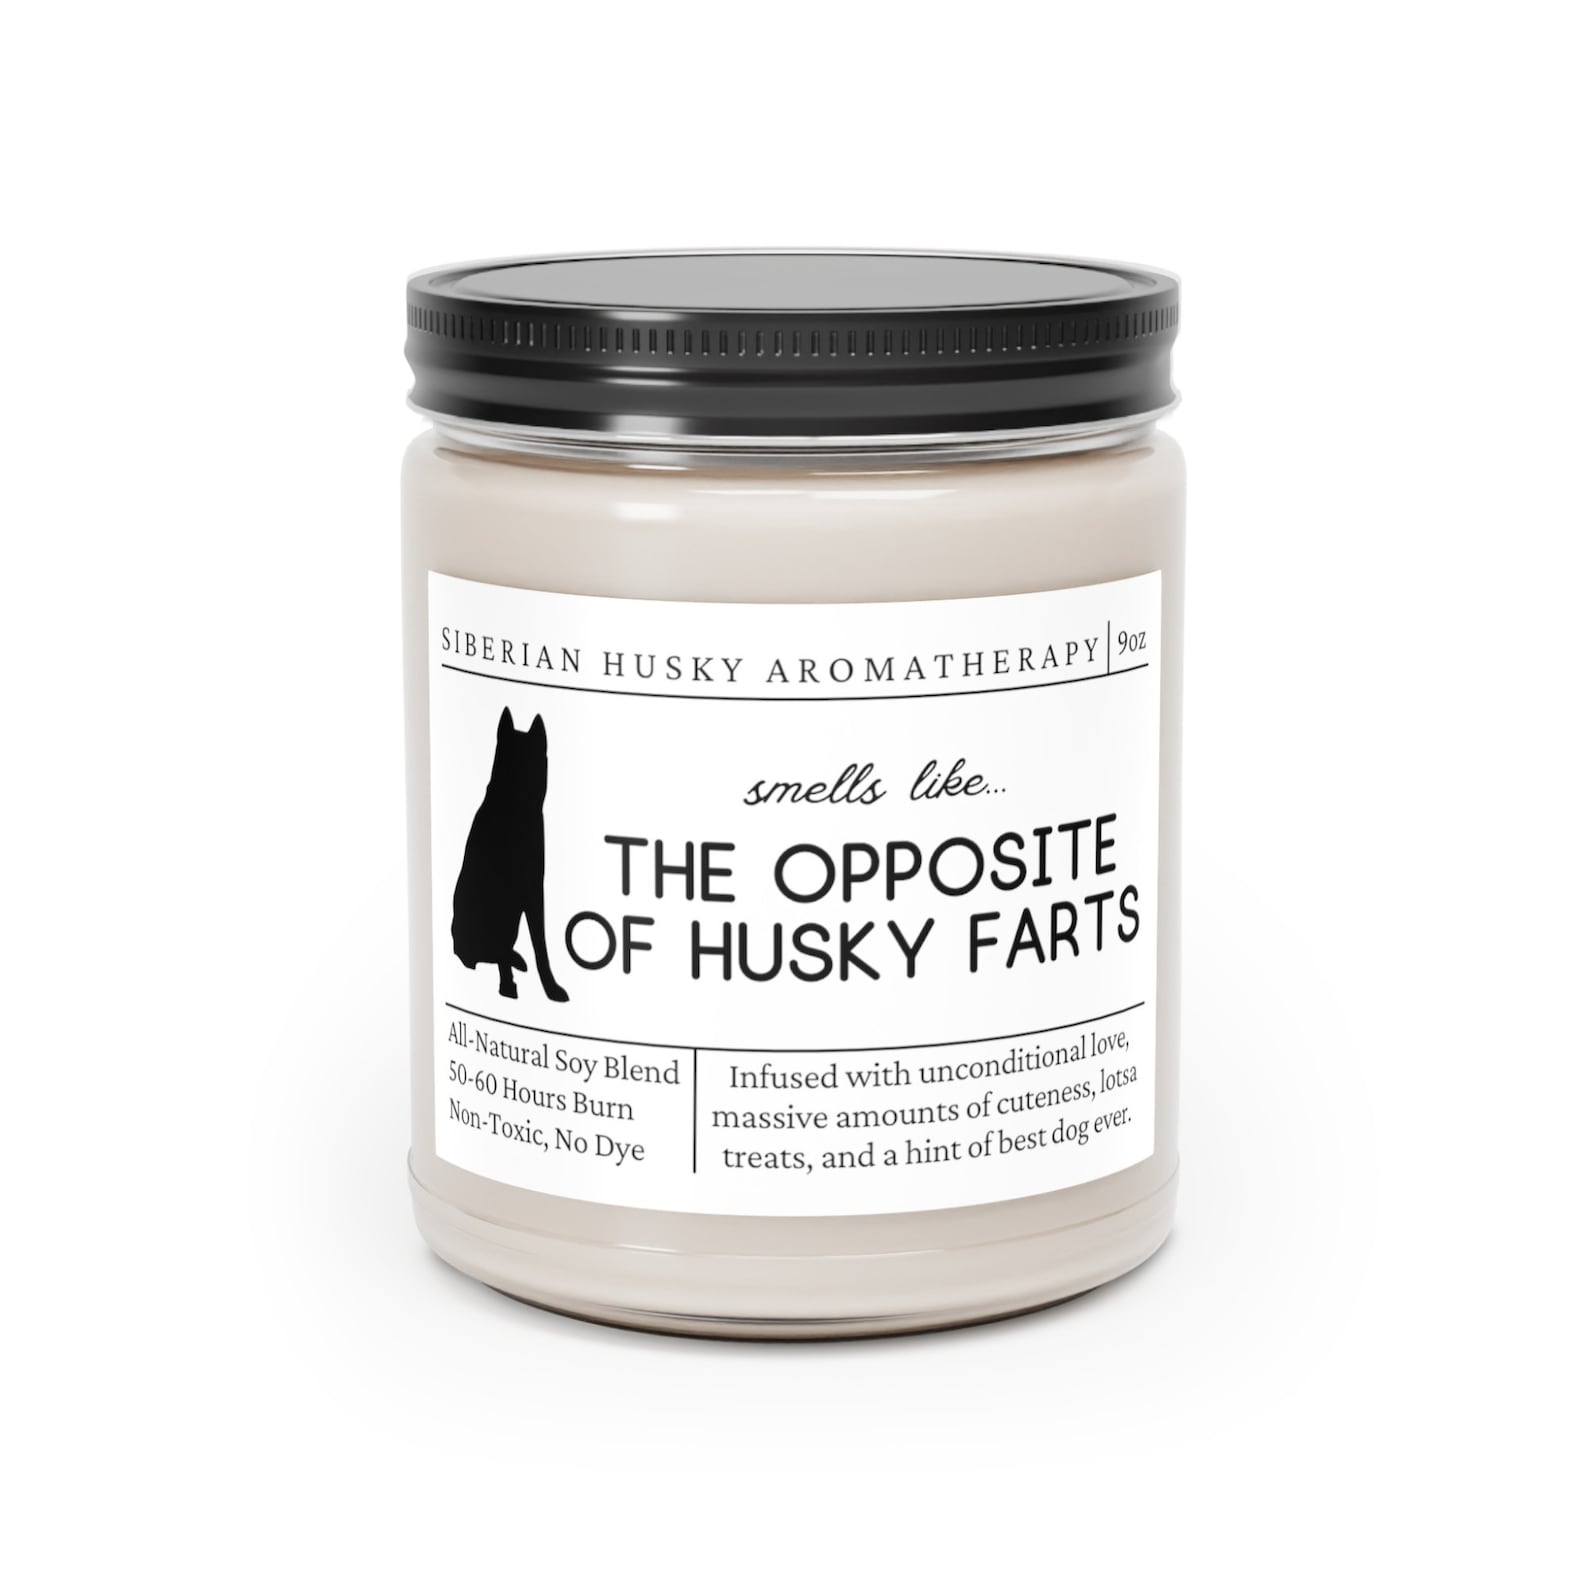 SIBERIAN HUSKY AROMATHERAPY | 9oz
smells like...
THE OPPOSITE
OF HUSKY FARTS
All-Natural Soy Blend
50-60 Hours Burn
Non-Toxic, No Dye
Infused with unconditional love,
massive amounts of cuteness, lotsa
treats, and a hint of best dog ever.